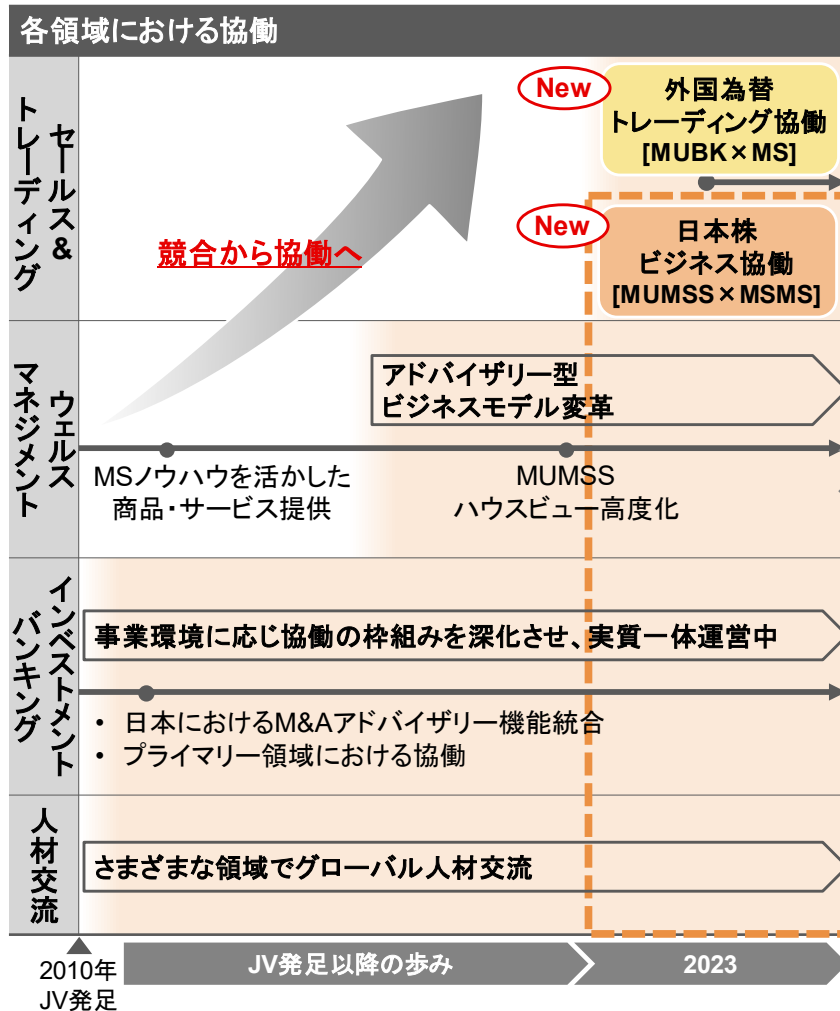 各領域における協働
セールス&
トレーディング
競合から協働へ
New
外国為替
トレーディング協働
[MUBK×MS]
New
日本株
ビジネス協働
[MUMSS×MSMS]
ウェルス
マネジメント
アドバイザリー型
ビジネスモデル変革
MSノウハウを活かした
商品・サービス提供
MUMSS
ハウスビュー高度化
インベストメント
バンキング
事業環境に応じ協働の枠組みを深化させ、実質一体運営中
• 日本におけるM&Aアドバイザリー機能統合
• プライマリー領域における協働
人材交流
さまざまな領域でグローバル人材交流
2010年
JV発足
JV発足以降の歩み
2023